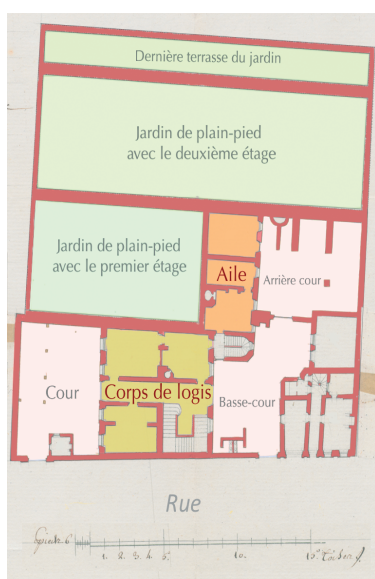 Dernière terrasse du jardin
Jardin de plain-pied
avec le deuxième étage
Jardin de plain-pied
avec le premier étage
Aile
Arrière cour
Cour
Corps de logis
Basse-cour
Rue
1. 2. 3. 4. 5. 10.